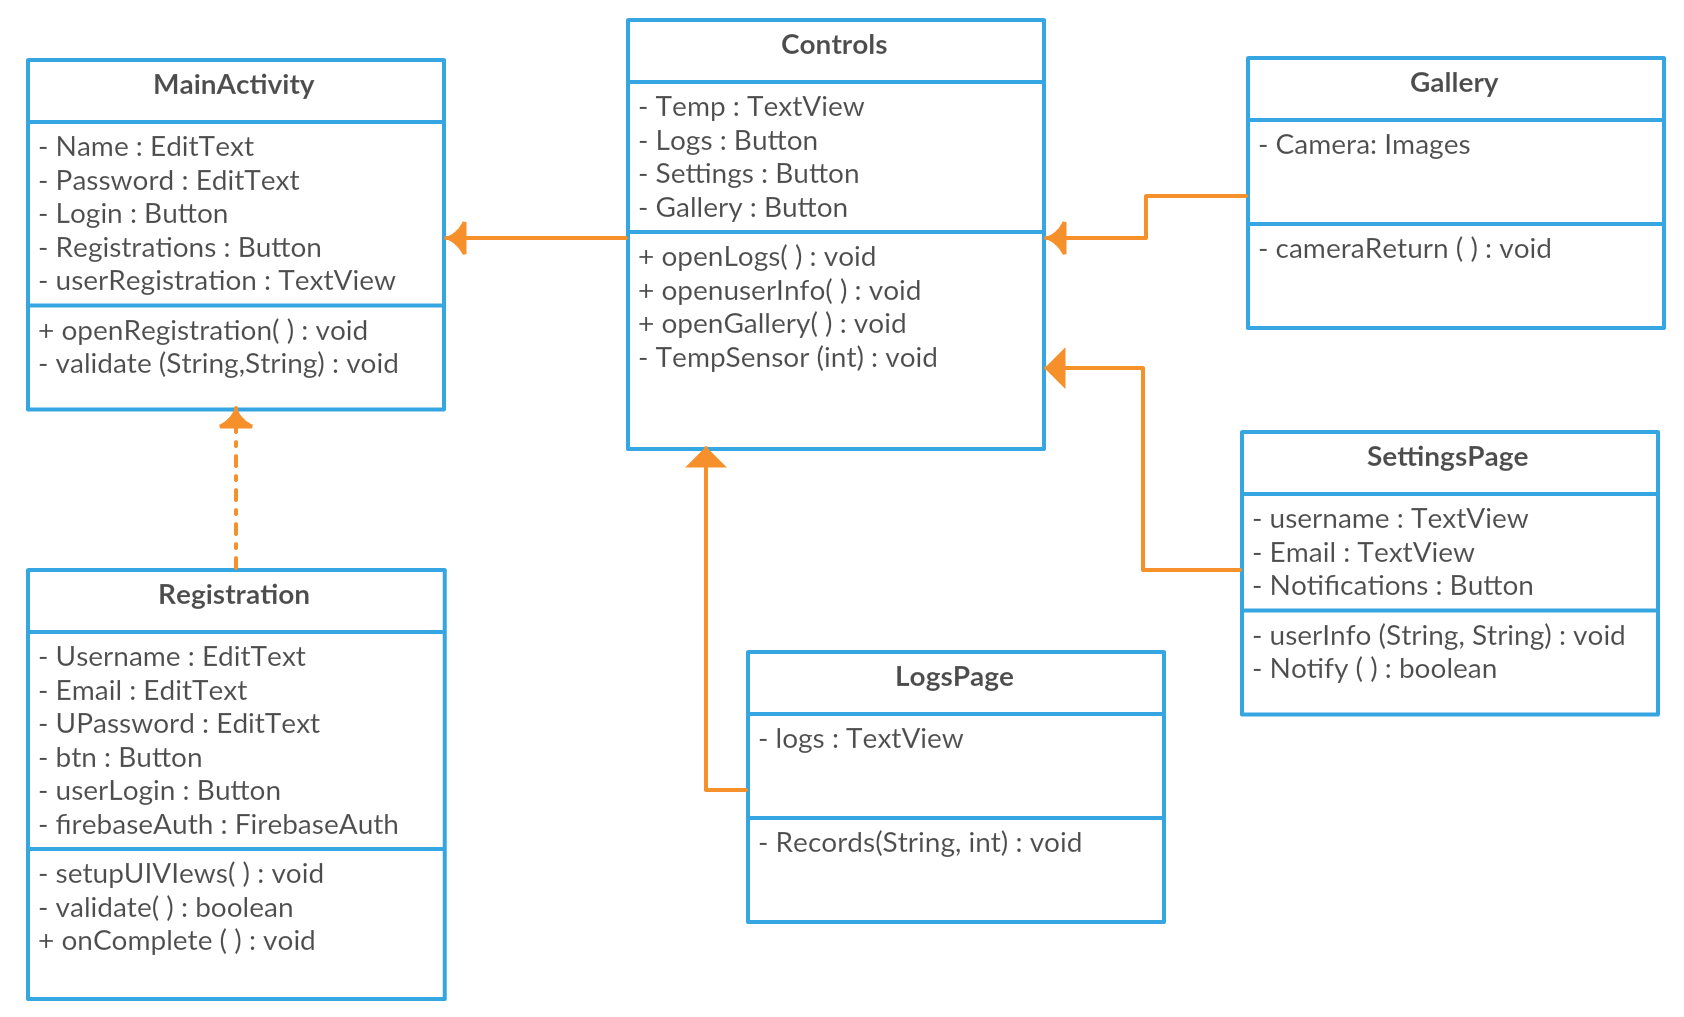 MainActivity
- Name : EditText
- Password : EditText
- Login : Button
- Registrations : Button
- userRegistration : TextView
+ openRegistration( ) : void
- validate (String,String) : void
Controls
- Temp : TextView
- Logs : Button
- Settings : Button
- Gallery : Button
+ openLogs( ) : void
+ openuserInfo( ) : void
+ openGallery( ) : void
- TempSensor (int) : void
Gallery
- Camera: Images
- cameraReturn ( ) : void
SettingsPage
- username : TextView
- Email : TextView
- Notifications : Button
- userInfo (String, String) : void
- Notify ( ) : boolean
Registration
- Username : EditText
- Email : EditText
- UPassword : EditText
- btn : Button
- userLogin : Button
- firebaseAuth : FirebaseAuth
- setupUIVIews( ) : void
- validate( ) : boolean
+ onComplete ( ) : void
LogsPage
- logs : TextView
- Records(String, int) : void